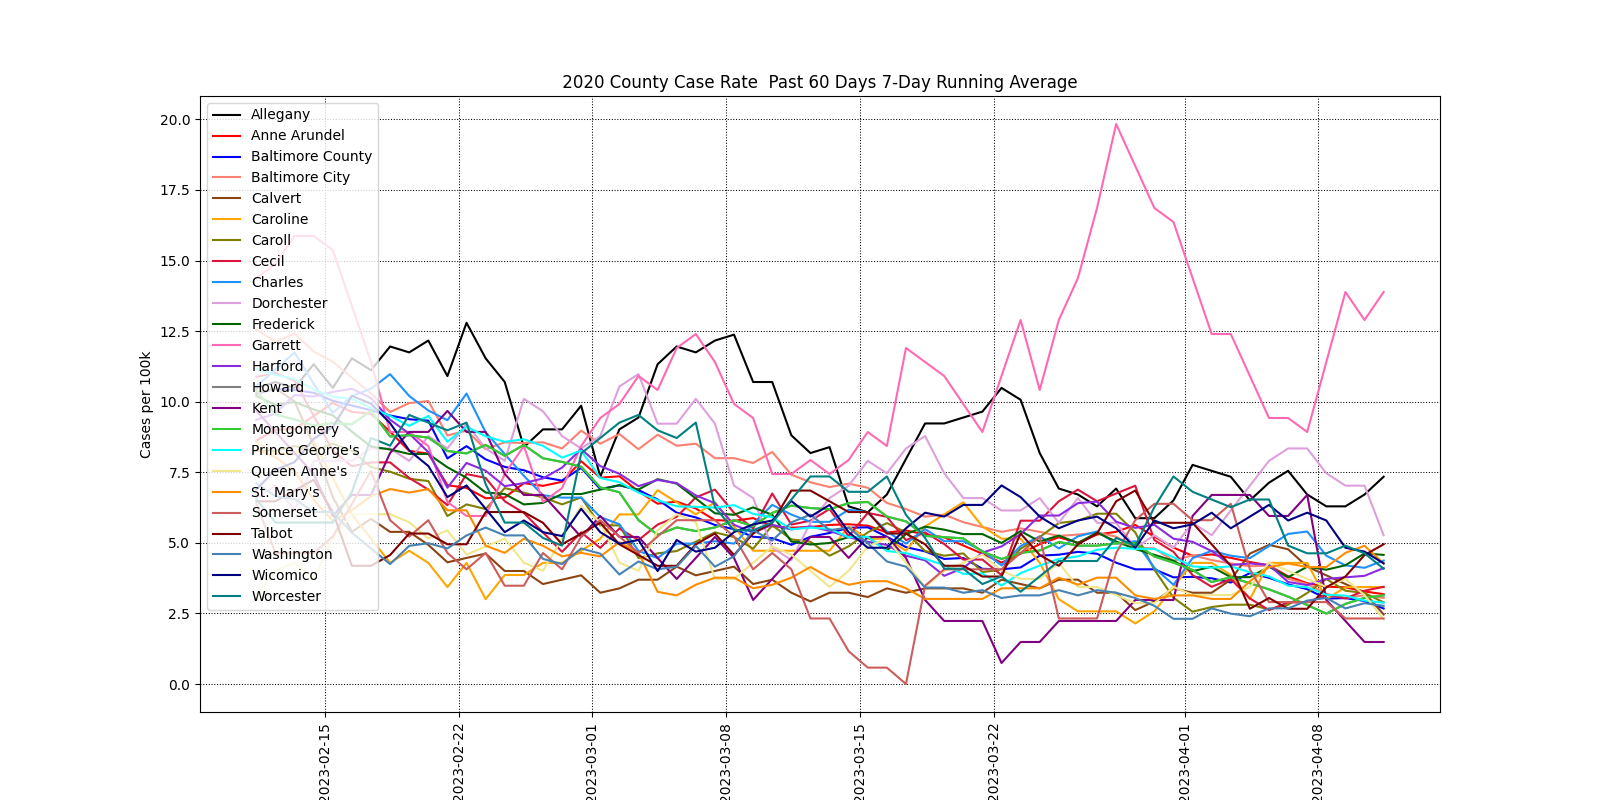 2020 County Case Rate  Past 60 Days 7-Day Running Average
Cases per 100k
20.0
17.5
15.0
12.5
10.0
7.5
5.0
2.5
0.0
Allegany
Anne Arundel
Baltimore County
Baltimore City
Calvert
Caroline
Caroll
Cecil
Charles
Dorchester
Frederick
Garrett
Harford
Howard
Kent
Montgomery
Prince George's
Queen Anne's
St. Mary's
Somerset
Talbot
Washington
Wicomico
Worcester
2023-02-15
2023-02-22
2023-03-01
2023-03-08
2023-03-15
2023-03-22
2023-04-01
2023-04-08